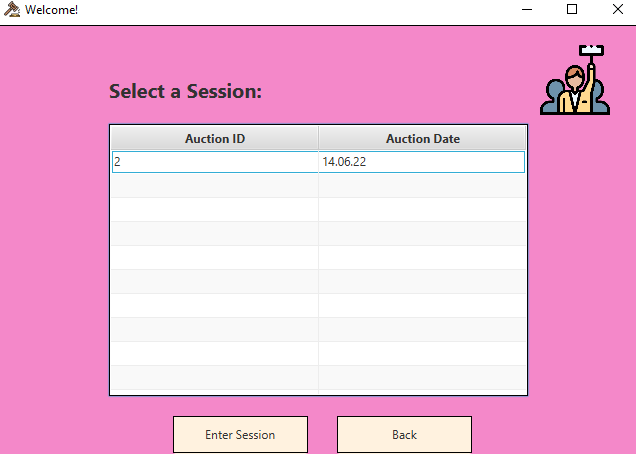 Welcome!
Select a Session:
Auction ID Auction Date
2 14.06.22
Enter Session Back